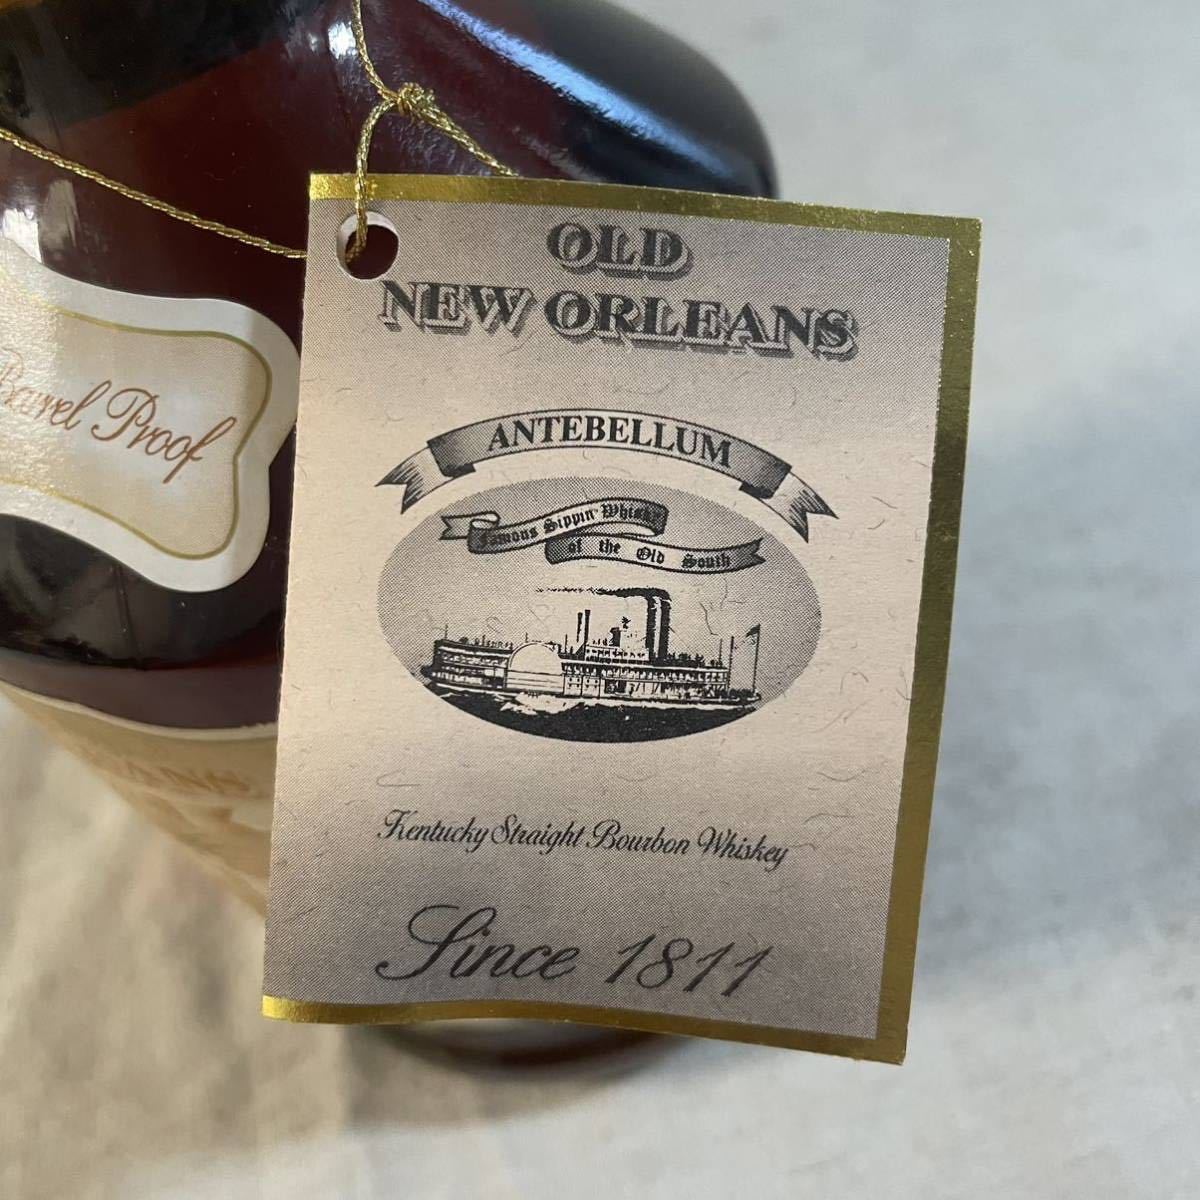 OLD
NEW ORLEANS
ANTEBELLUM
Famous Sippin' Whiskey
of the Old South
Kentucky Straight Bourbon Whiskey
Since 1811
Barrel Proof